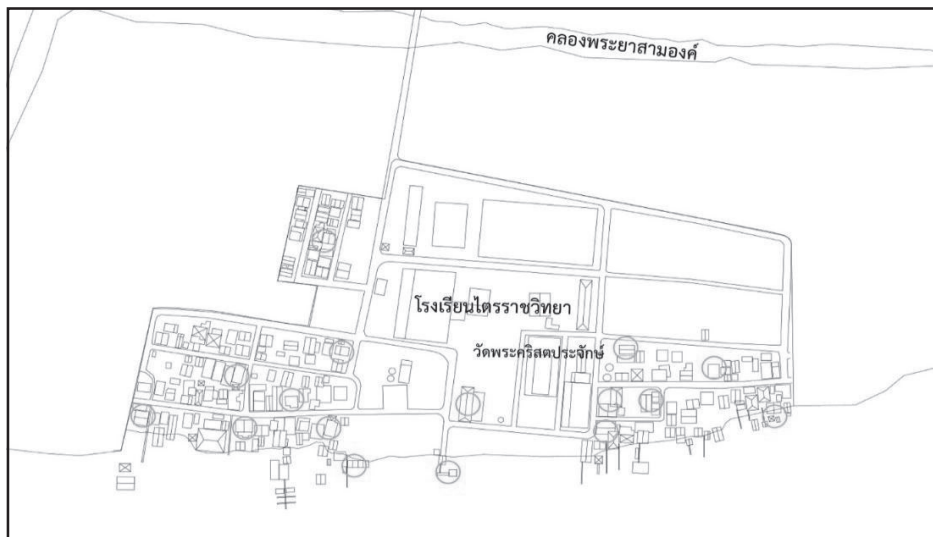 คลองพระยาสามองค์
โรงเรียนไตรราชวิทยา
วัดพระคริสตประจักษ์